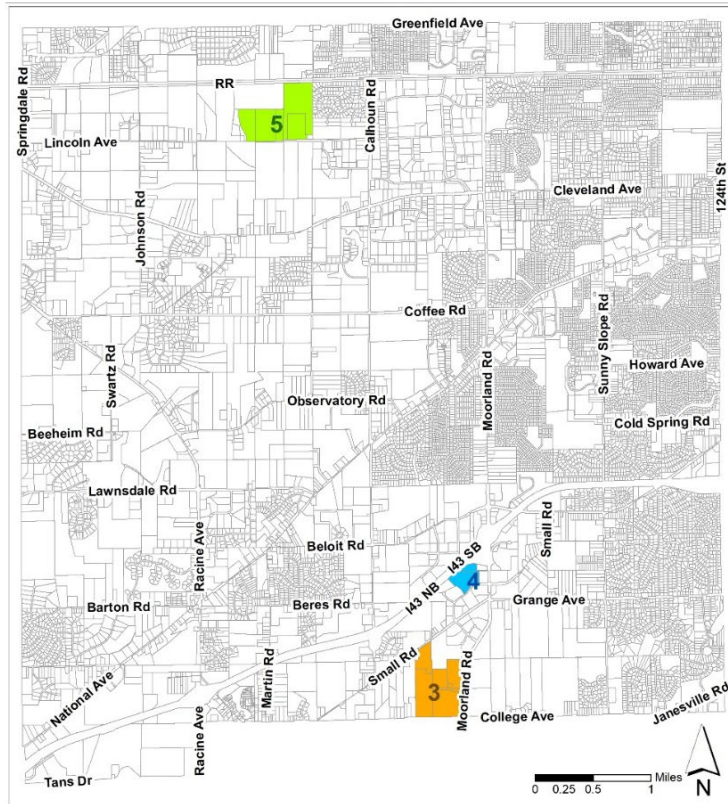 Greenfield Ave
Springdale Rd
RR
Calhoun Rd
5
Lincoln Ave
124th St
Cleveland Ave
Johnson Rd
Coffee Rd
Sunny Slope Rd
Swartz Rd
Moorland Rd
Howard Ave
Observatory Rd
Cold Spring Rd
Beeheim Rd
Lawnsdale Rd
Racine Ave
Small Rd
Beloit Rd
I43 SB
4
I43 NB
Grange Ave
Barton Rd
Beres Rd
National Ave
Martin Rd
Small Rd
3
Moorland Rd
College Ave
Janesville Rd
Racine Ave
Tans Dr
0 0.25 0.5 1 Miles
N